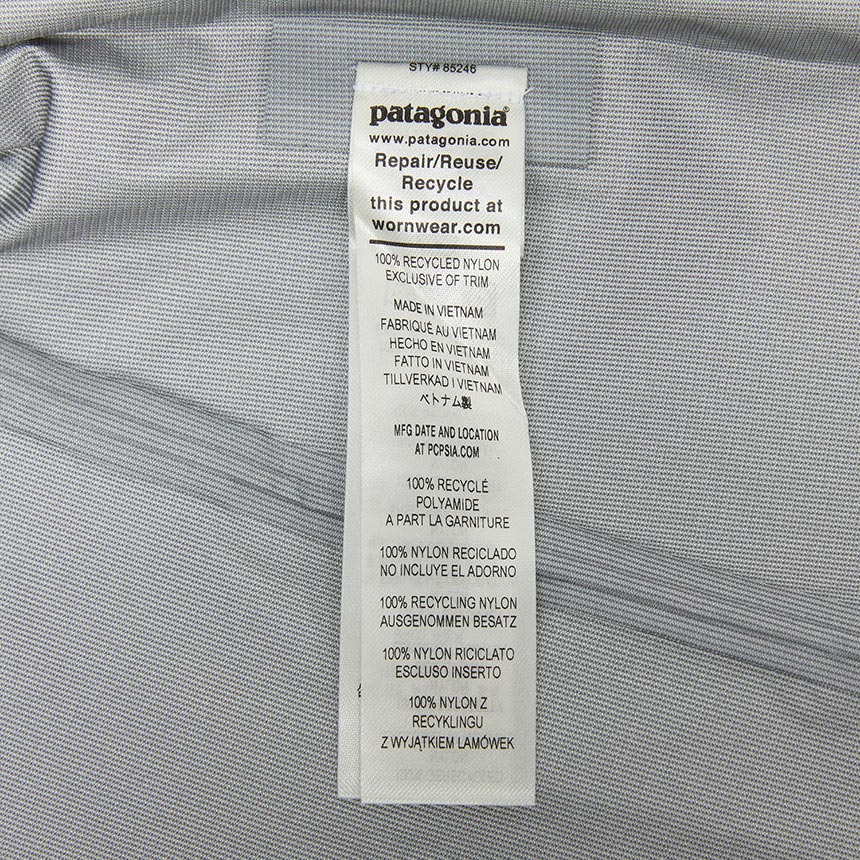 STY# 85246
patagonia®
www.patagonia.com
Repair/Reuse/
Recycle
this product at
wornwear.com
100% RECYCLED NYLON
EXCLUSIVE OF TRIM
MADE IN VIETNAM
FABRIQUÉ AU VIETNAM
HECHO EN VIETNAM
FATTO IN VIETNAM
TILLVERKAD I VIETNAM
ベトナム製
MFG DATE AND LOCATION
AT PCPSIA.COM
100% RECYCLÉ
POLYAMIDE
A PART LA GARNITURE
100% NYLON RECICLADO
NO INCLUYE EL ADORNO
100% RECYCLING NYLON
AUSGENOMMEN BESATZ
100% NYLON RICICLATO
ESCLUSO INSERTO
100% NYLON Z
RECYKLINGU
Z WYJĄTKIEM LAMÓWEK